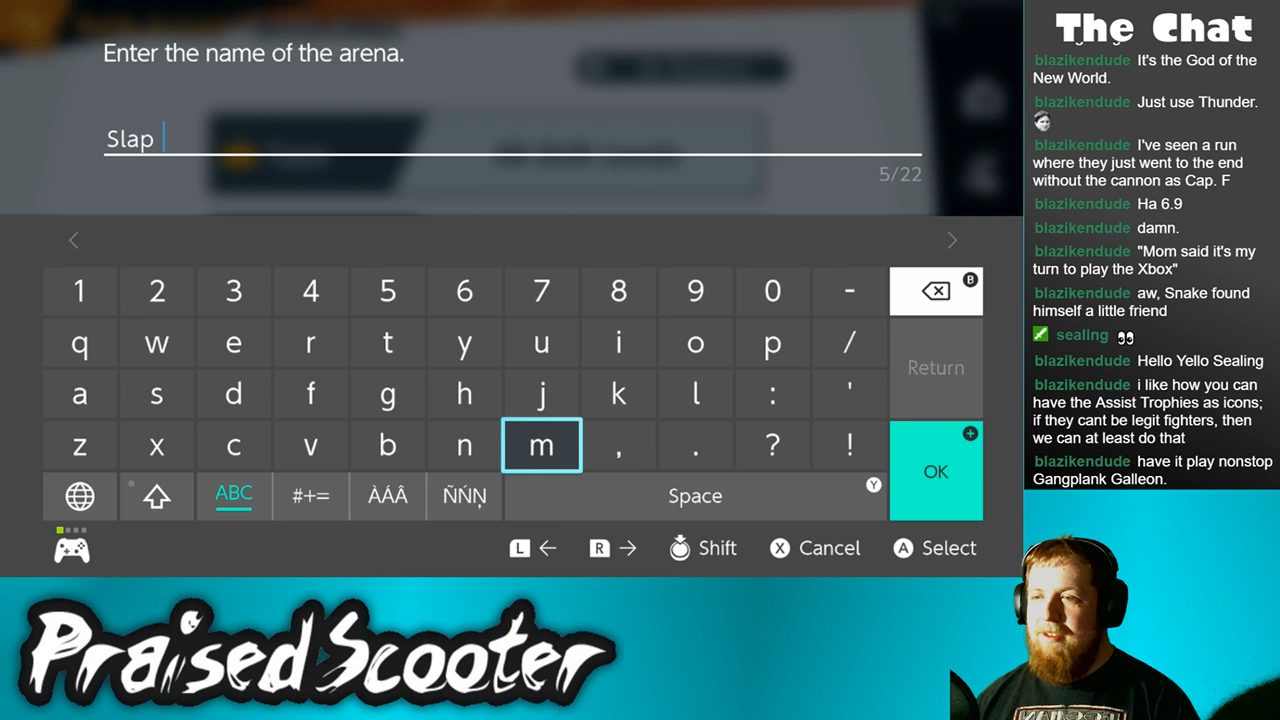 Enter the name of the arena.
Slap
5/22
1 2 3 4 5 6 7 8 9 0 -
q w e r t y u i o p /
a s d f g h j k l : '
z x c v b n m , . ? !
B
Return
+
OK
ABC #+= ÀÁÂ ÑŃŅ Space Y
L ← R → Shift X Cancel A Select
PraisedScooter
The Chat
blazikendude It's the God of the
New World.
blazikendude Just use Thunder.
blazikendude I've seen a run
where they just went to the end
without the cannon as Cap. F
blazikendude Ha 6.9
blazikendude damn.
blazikendude "Mom said it's my
turn to play the Xbox"
blazikendude aw, Snake found
himself a little friend
sealing 👀
blazikendude Hello Yello Sealing
blazikendude i like how you can
have the Assist Trophies as icons;
if they cant be legit fighters, then
we can at least do that
blazikendude have it play nonstop
Gangplank Galleon.